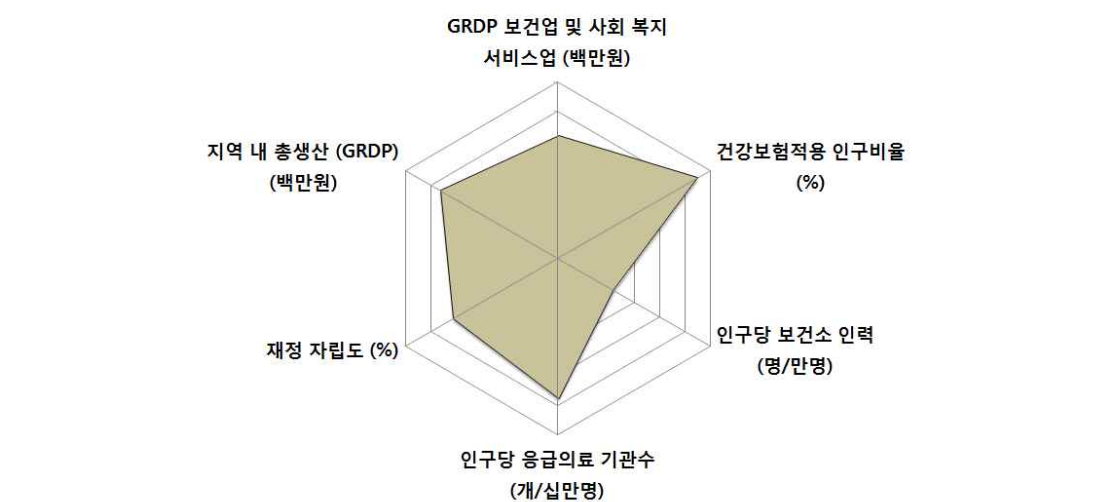 GRDP 보건업 및 사회 복지
서비스업 (백만원)
지역 내 총생산 (GRDP)
(백만원)
건강보험적용 인구비율
(%)
재정 자립도 (%)
인구당 보건소 인력
(명/만명)
인구당 응급의료 기관수
(개/십만명)